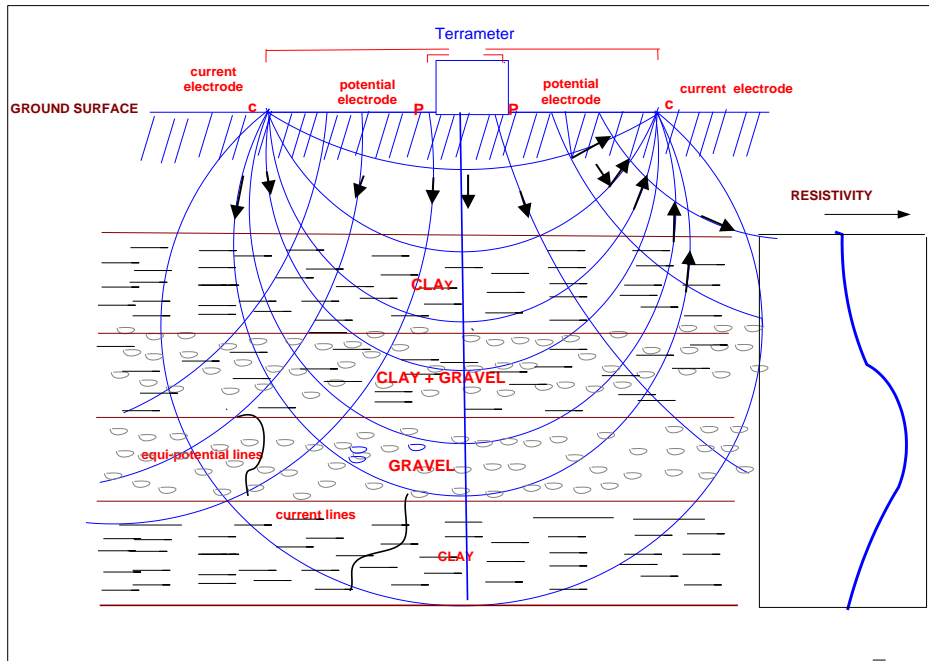 Terrameter
current
electrode
potential
electrode
potential
electrode
current electrode
GROUND SURFACE
c
P
P
c
RESISTIVITY
CLAY
CLAY + GRAVEL
equi-potential lines
GRAVEL
current lines
CLAY